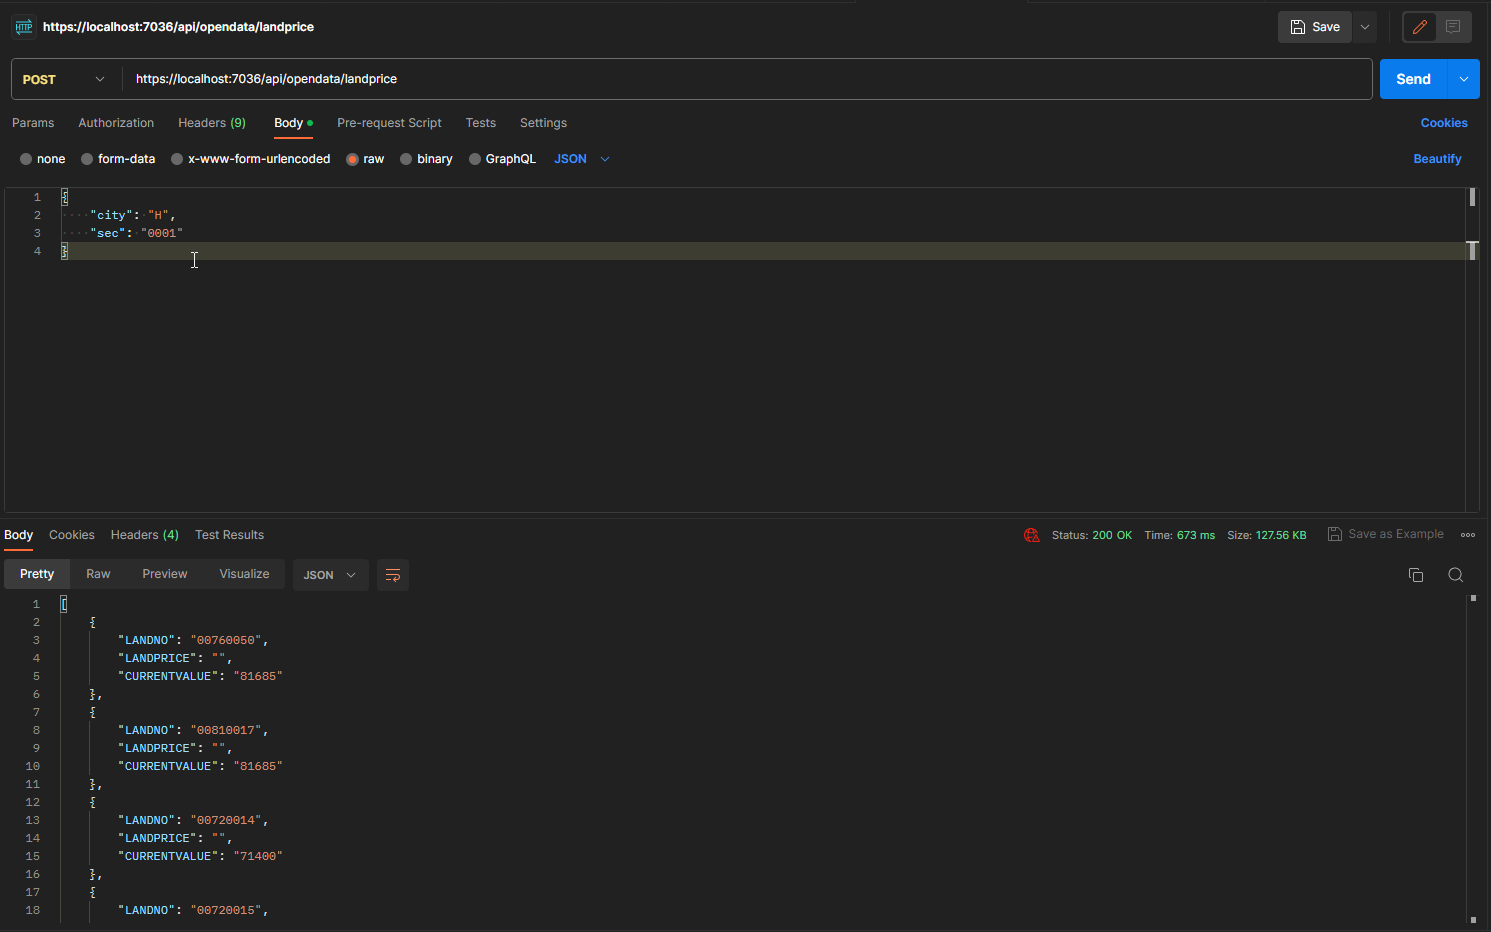 HTTP https://localhost:7036/api/opendata/landprice Save
POST https://localhost:7036/api/opendata/landprice Send
Params Authorization Headers (9) Body Pre-request Script Tests Settings Cookies
none form-data x-www-form-urlencoded raw binary GraphQL JSON Beautify
1 {
2 "city": "H",
3 "sec": "0001"
4 }
Body Cookies Headers (4) Test Results Status: 200 OK Time: 673 ms Size: 127.56 KB Save as Example
Pretty Raw Preview Visualize JSON
1 [
2 {
3 "LANDNO": "00760050",
4 "LANDPRICE": "",
5 "CURRENTVALUE": "81685"
6 },
7 {
8 "LANDNO": "00810017",
9 "LANDPRICE": "",
10 "CURRENTVALUE": "81685"
11 },
12 {
13 "LANDNO": "00720014",
14 "LANDPRICE": "",
15 "CURRENTVALUE": "71400"
16 },
17 {
18 "LANDNO": "00720015",